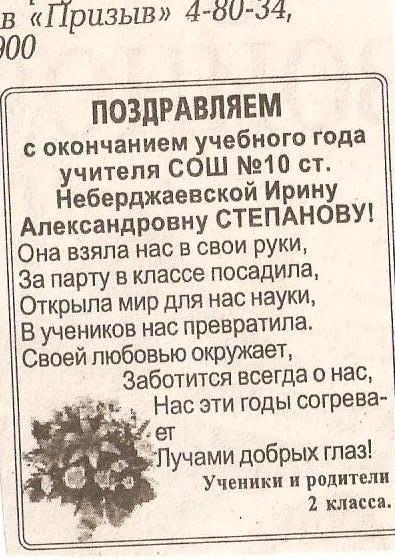 в «Призыв» 4-80-34,
900
ПОЗДРАВЛЯЕМ
с окончанием учебного года
учителя СОШ №10 ст.
Неберджаевской Ирину
Александровну СТЕПАНОВУ!
Она взяла нас в свои руки,
За парту в классе посадила,
Открыла мир для нас науки,
В учеников нас превратила.
Своей любовью окружает,
Заботится всегда о нас,
Нас эти годы согрева-
ет
Лучами добрых глаз!
Ученики и родители
2 класса.